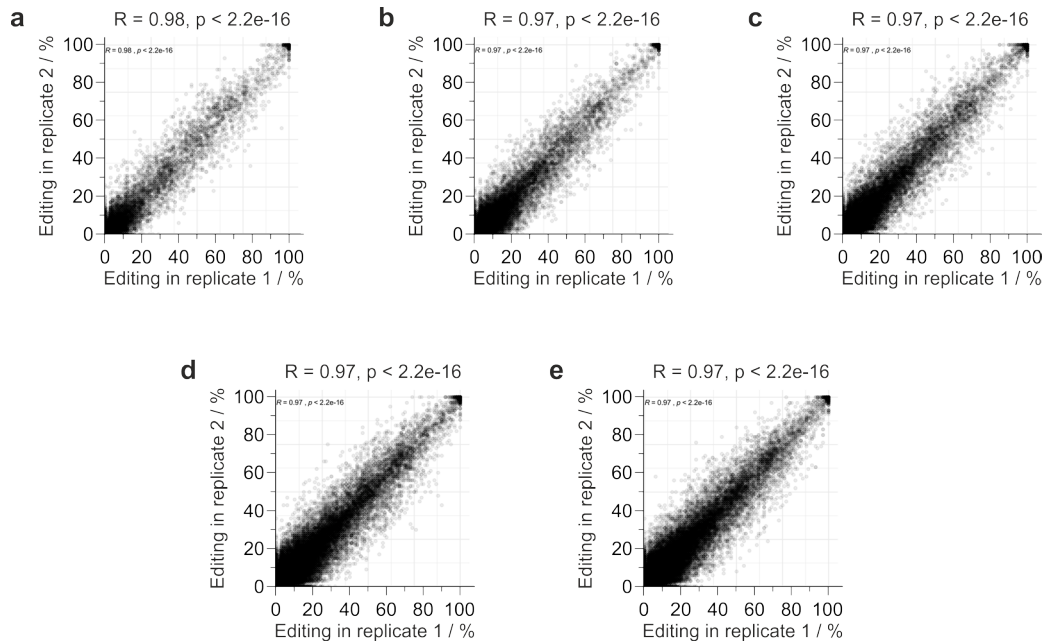 a
R = 0.98, p < 2.2e-16
R = 0.98 , p < 2.2e-16
Editing in replicate 2 / %
100
80
60
40
20
0
0 20 40 60 80 100
Editing in replicate 1 / %
b
R = 0.97, p < 2.2e-16
R = 0.97 , p < 2.2e-16
Editing in replicate 2 / %
100
80
60
40
20
0
0 20 40 60 80 100
Editing in replicate 1 / %
c
R = 0.97, p < 2.2e-16
R = 0.97 , p < 2.2e-16
Editing in replicate 2 / %
100
80
60
40
20
0
0 20 40 60 80 100
Editing in replicate 1 / %
d
R = 0.97, p < 2.2e-16
R = 0.97 , p < 2.2e-16
Editing in replicate 2 / %
100
80
60
40
20
0
0 20 40 60 80 100
Editing in replicate 1 / %
e
R = 0.97, p < 2.2e-16
R = 0.97 , p < 2.2e-16
Editing in replicate 2 / %
100
80
60
40
20
0
0 20 40 60 80 100
Editing in replicate 1 / %